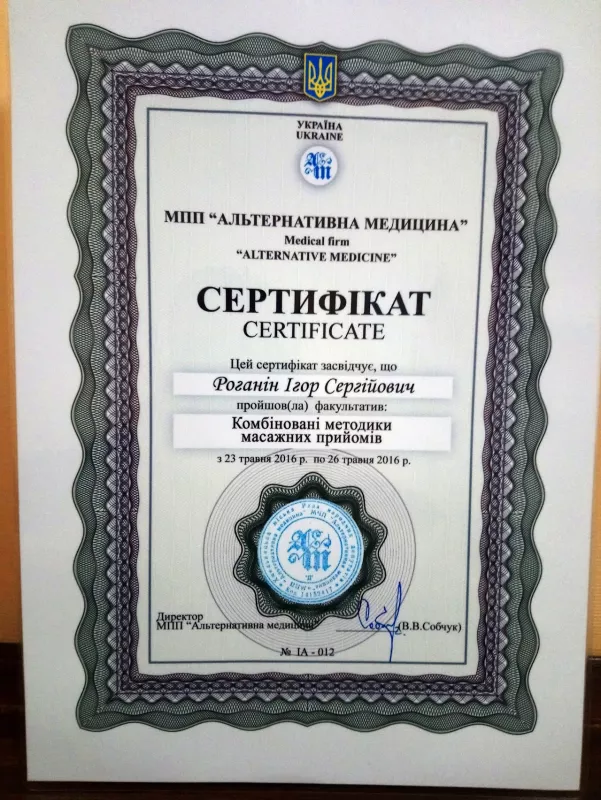 УКРАЇНА
UKRAINE
МПП “АЛЬТЕРНАТИВНА МЕДИЦИНА”
Medical firm
“ALTERNATIVE MEDICINE”
СЕРТИФІКАТ
CERTIFICATE
Цей сертифікат засвідчує, що
Роганін Ігор Сергійович
пройшов(ла) факультатив:
Комбіновані методики
масажних прийомів
з 23 травня 2016 р. по 26 травня 2016 р.
Директор
МПП “Альтернативна медицина” (В.В.Собчук)
№ ІА - 012